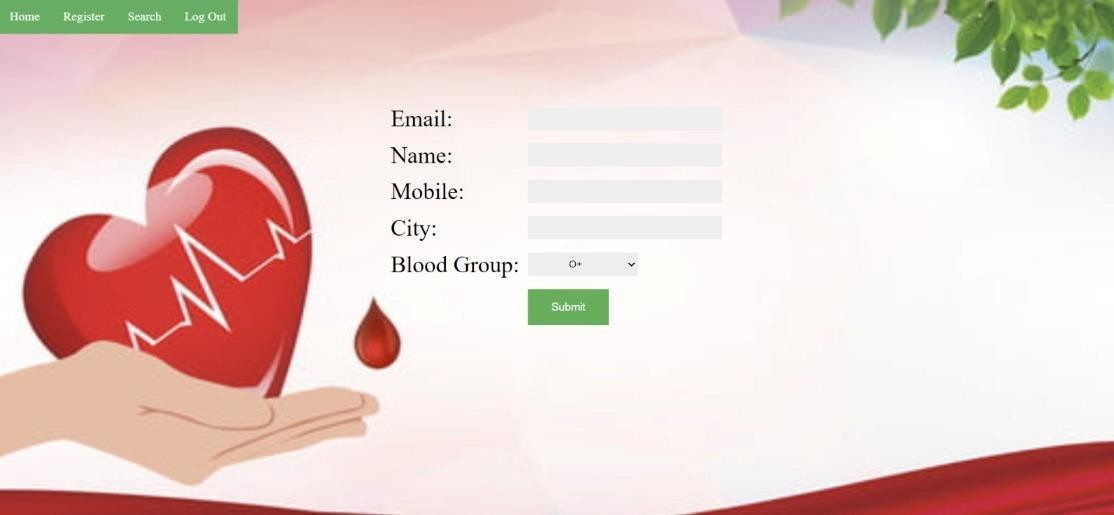 Home Register Search Log Out
Email:
Name:
Mobile:
City:
Blood Group: O+
Submit